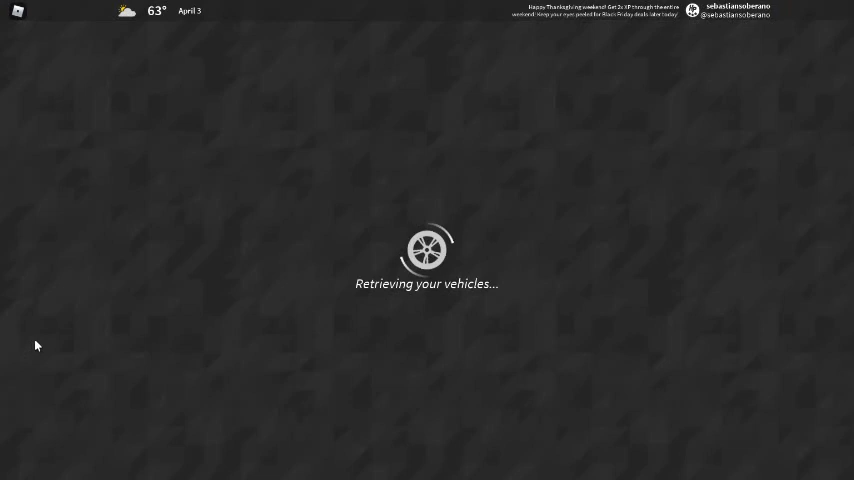 63°
April 3
Happy Thanksgiving weekend! Get 2x XP through the entire
weekend! Keep your eyes peeled for Black Friday deals later today!
sebastiansoberano
@sebastiansoberano
Retrieving your vehicles...